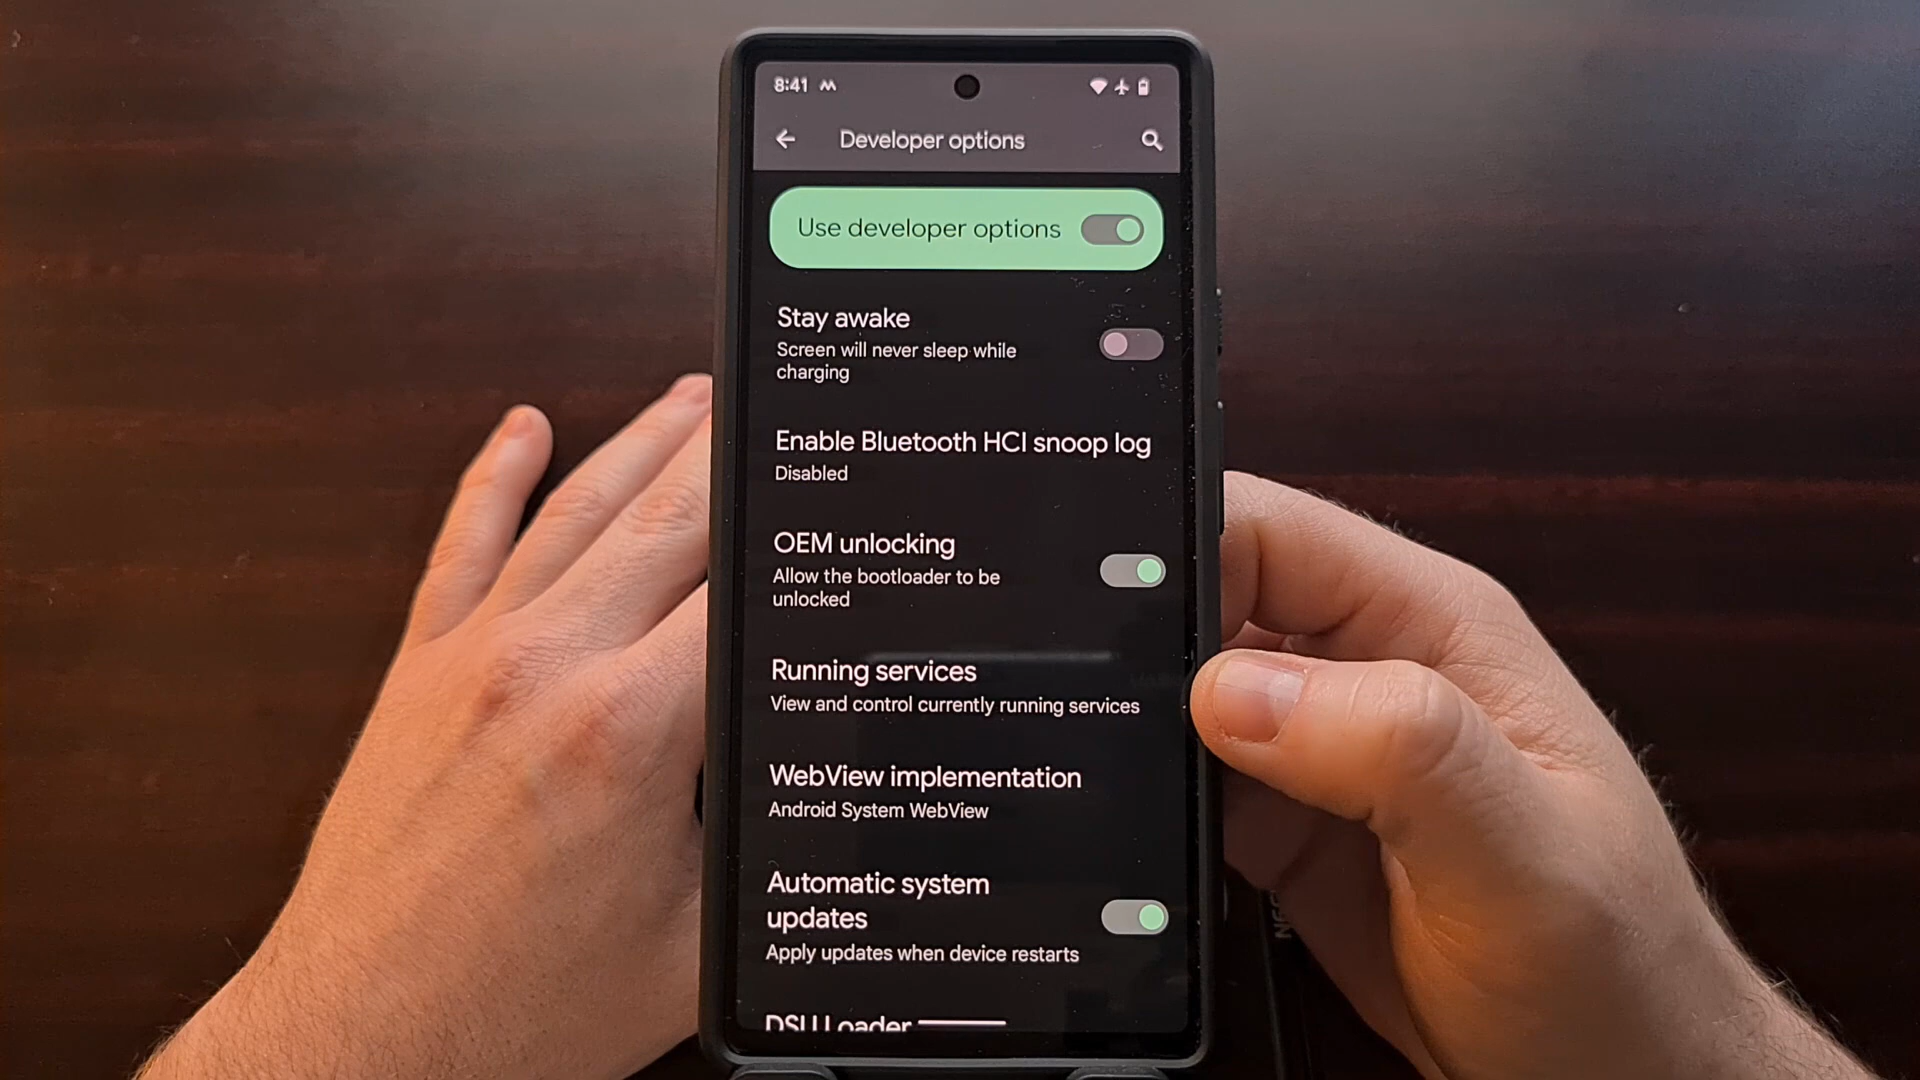 8:41
Developer options
Use developer options
Stay awake
Screen will never sleep while
charging
Enable Bluetooth HCI snoop log
Disabled
OEM unlocking
Allow the bootloader to be
unlocked
Running services
View and control currently running services
WebView implementation
Android System WebView
Automatic system
updates
Apply updates when device restarts
DSU Loader